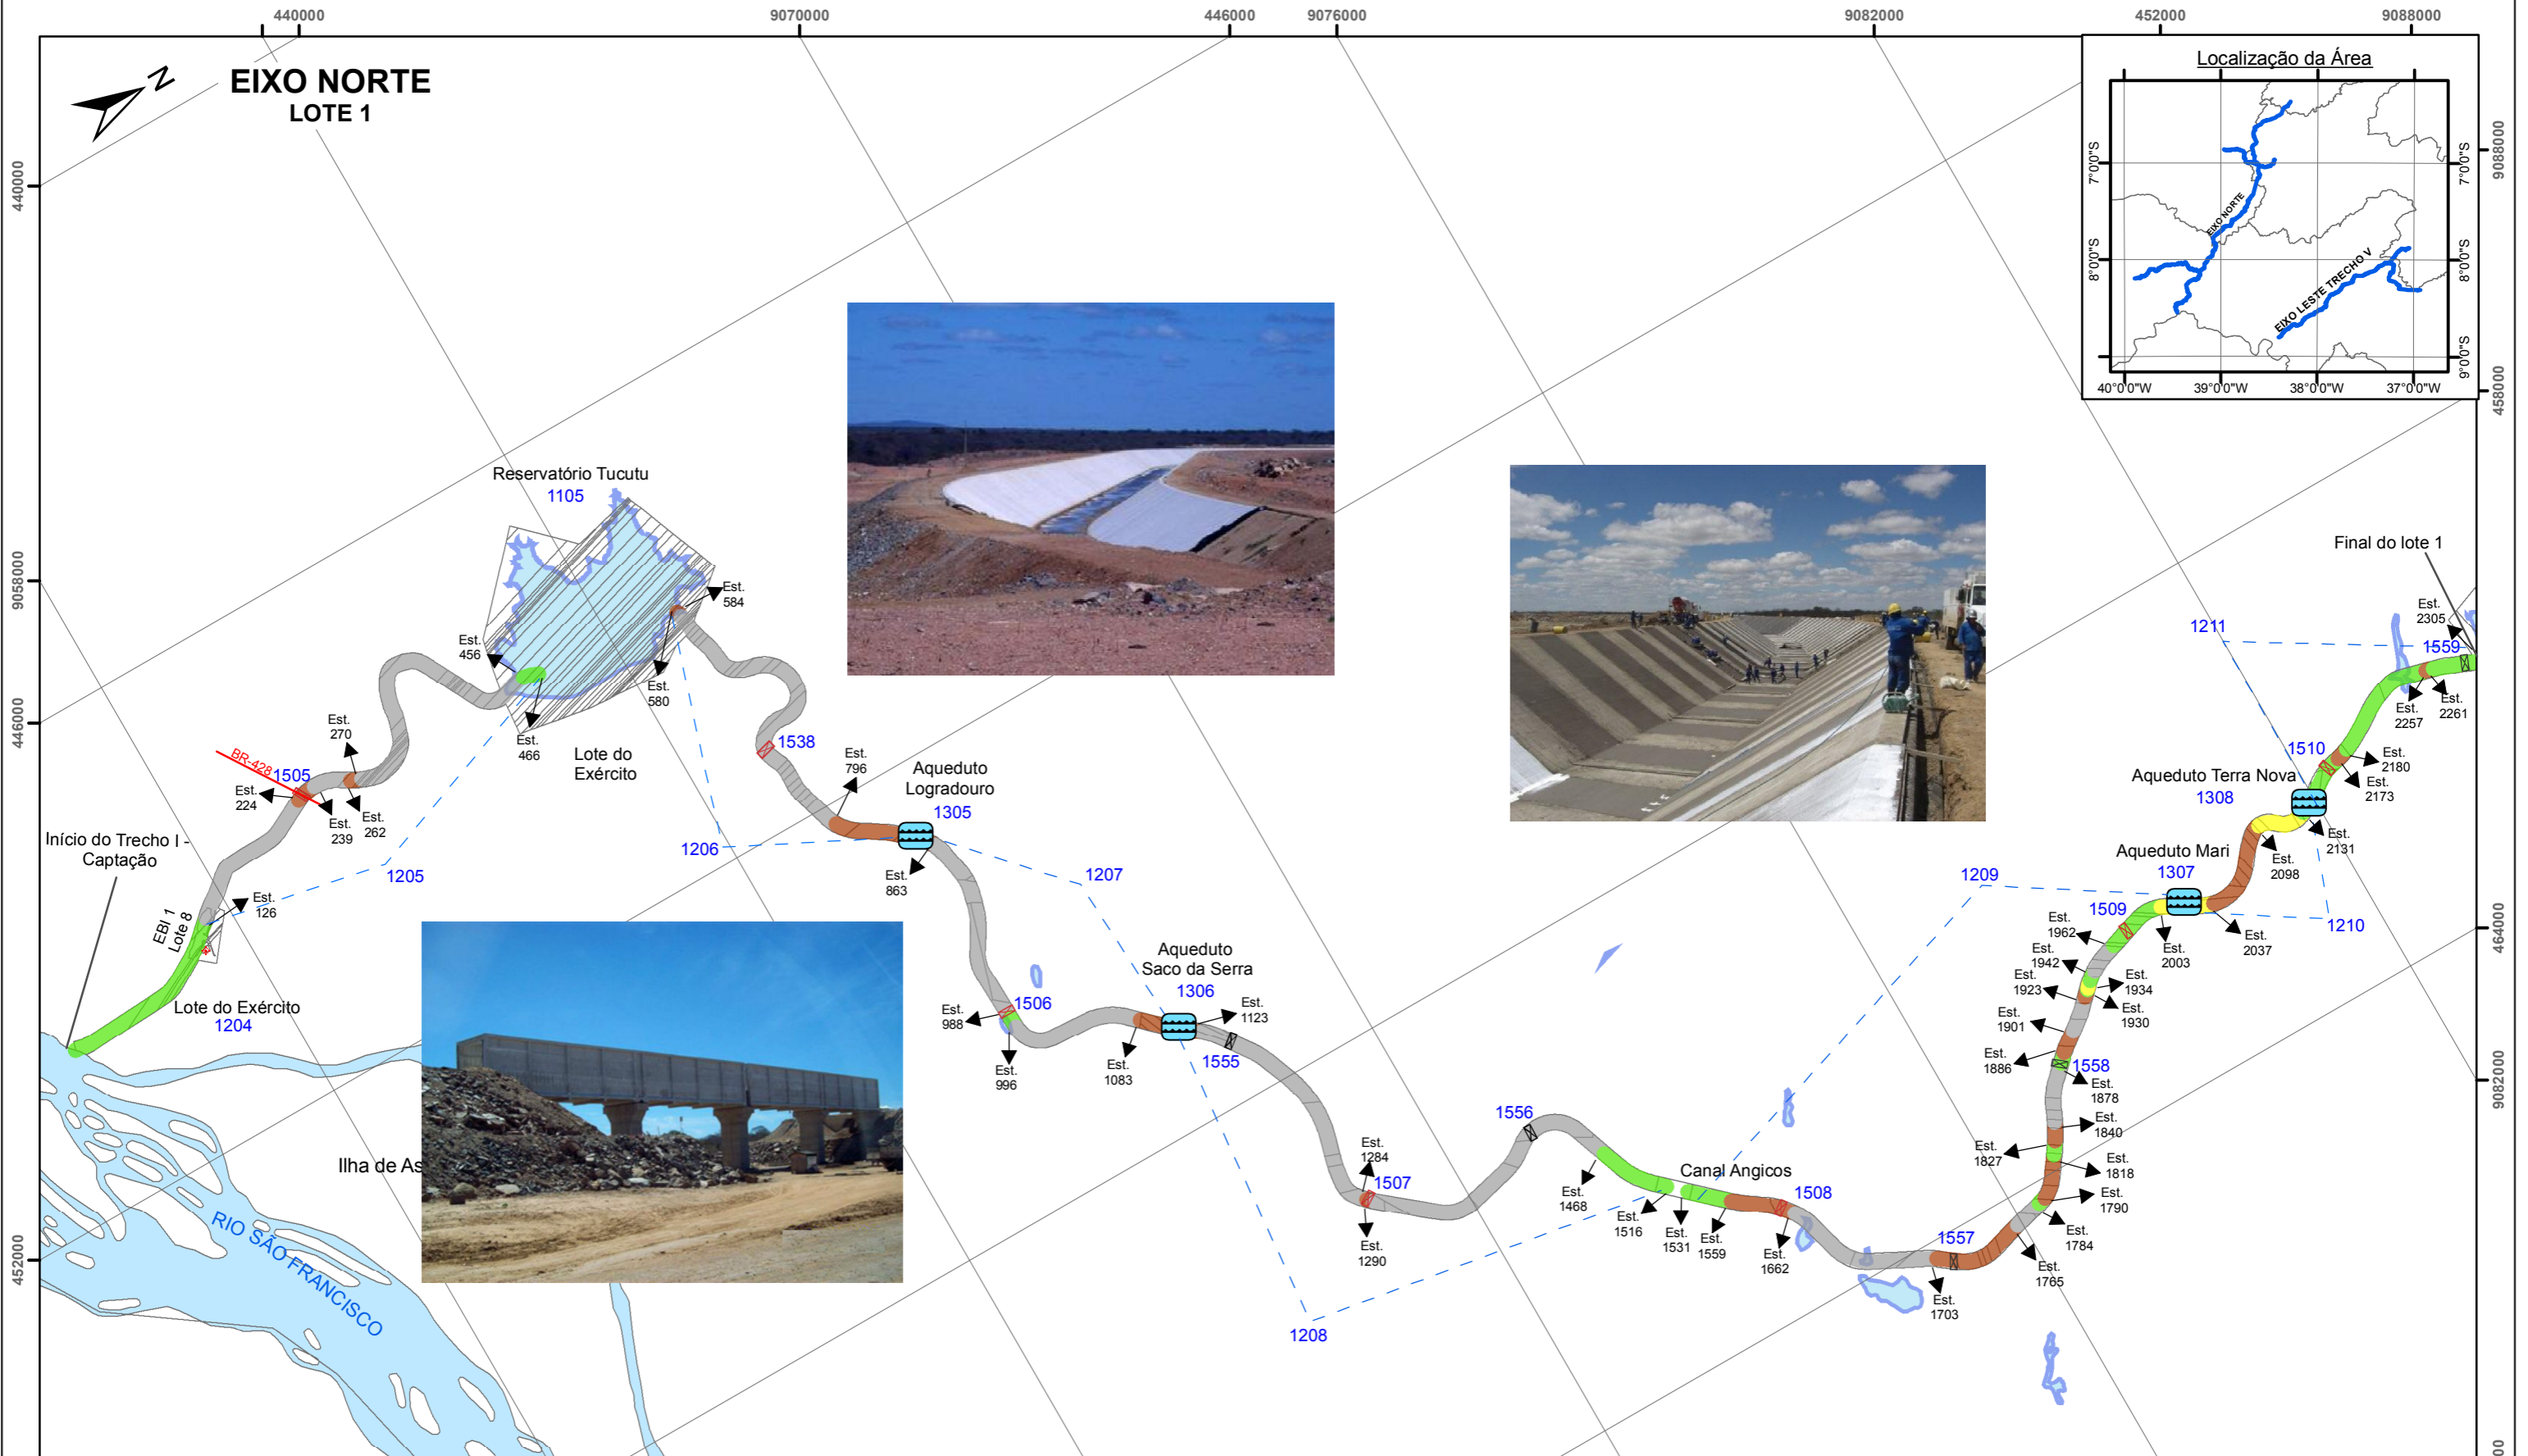 440000
9070000
446000
9076000
9082000
452000
9088000
N
EIXO NORTE
LOTE 1
Localização da Área
7°0'0"S
8°0'0"S
7°0'0"S
8°0'0"S
9°0'0"S
EIXO NORTE
EIXO LESTE TRECHO V
40°0'0"W
39°0'0"W
38°0'0"W
37°0'0"W
9088000
458000
464000
9082000
440000
9058000
446000
452000
Reservatório Tucutu
1105
Est.
584
Est.
456
Est.
580
Est.
466
Lote do
Exército
Est.
270
BR-428
1505
Est.
224
Est.
239
Est.
262
Início do Trecho I -
Captação
1205
Est.
126
EBI 1
Lote 8
Lote do Exército
1204
Ilha de As
RIO SÃO FRANCISCO
1538
Est.
796
Aqueduto
Logradouro
1305
1206
Est.
863
1207
Aqueduto
Saco da Serra
1306
Est.
1123
Est.
988
1506
Est.
996
Est.
1083
1555
1208
Est.
1284
1507
Est.
1290
1556
Est.
1468
Canal Angicos
Est.
1516
Est.
1531
Est.
1559
1508
Est.
1662
1557
Est.
1703
Est.
1765
Est.
1784
Est.
1790
Est.
1818
Est.
1827
Est.
1840
Est.
1878
1558
Est.
1886
Est.
1901
Est.
1930
Est.
1934
Est.
1923
Est.
1942
Est.
1962
1509
1209
Aqueduto Mari
1307
Est.
2003
Est.
2037
1210
Est.
2098
Est.
2131
Aqueduto Terra Nova
1308
1510
Est.
2173
Est.
2180
1211
Est.
2257
Est.
2261
1559
Est.
2305
Final do lote 1